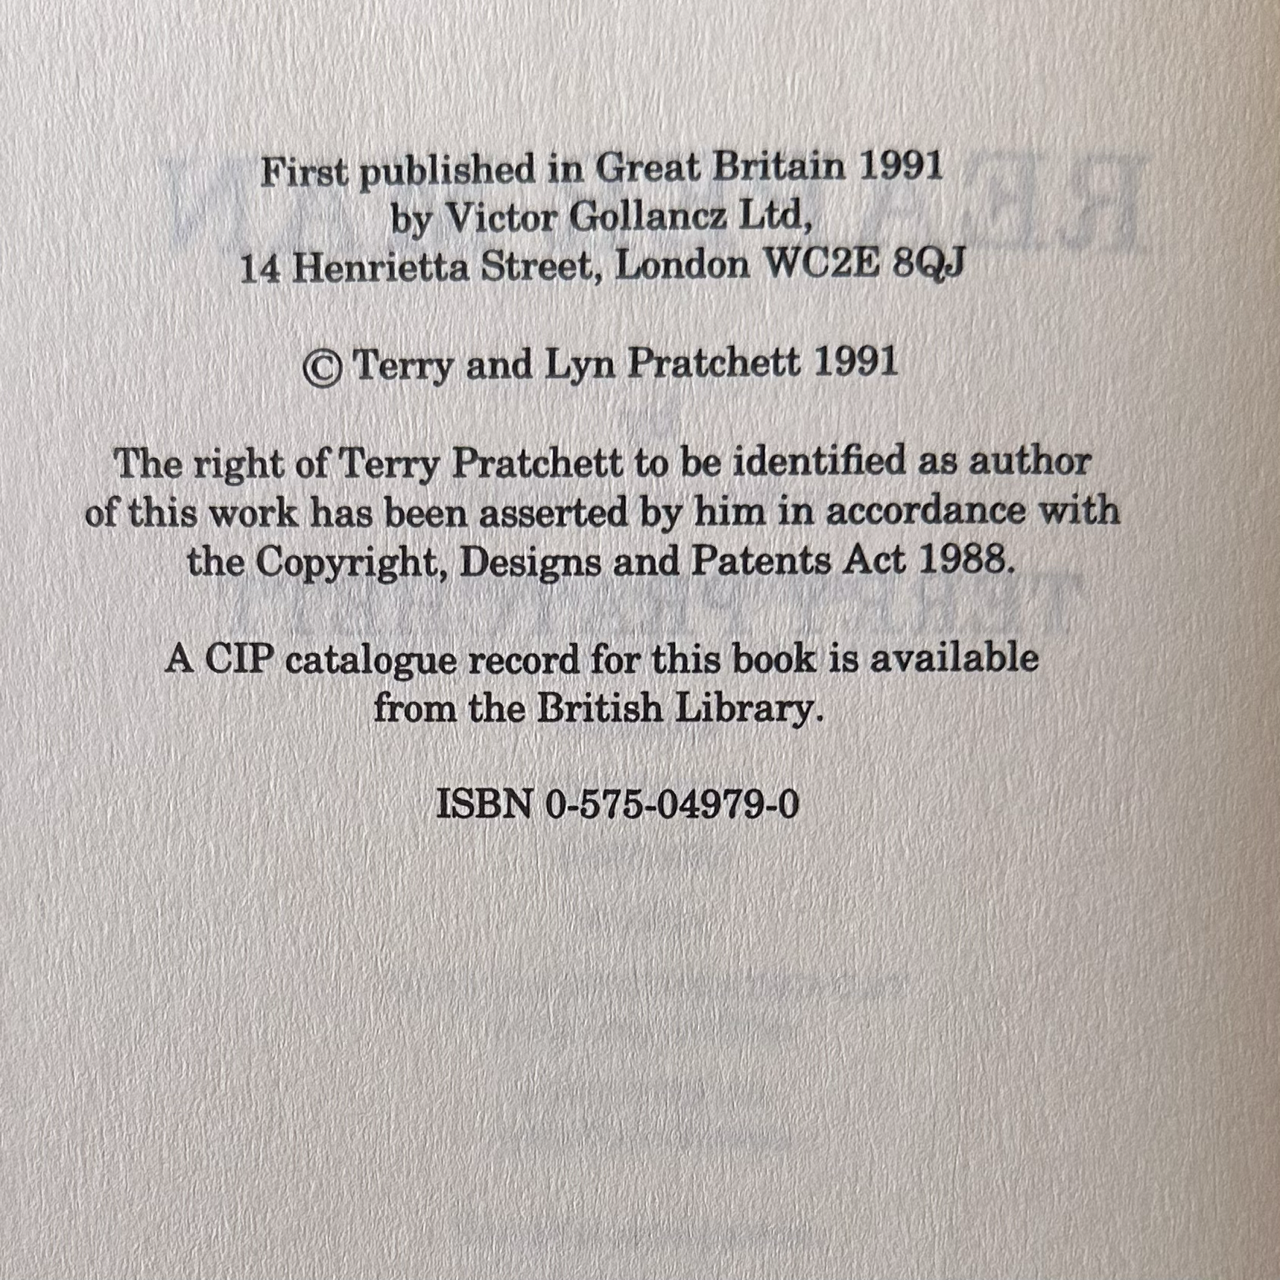 First published in Great Britain 1991
by Victor Gollancz Ltd,
14 Henrietta Street, London WC2E 8QJ
© Terry and Lyn Pratchett 1991
The right of Terry Pratchett to be identified as author
of this work has been asserted by him in accordance with
the Copyright, Designs and Patents Act 1988.
A CIP catalogue record for this book is available
from the British Library.
ISBN 0-575-04979-0